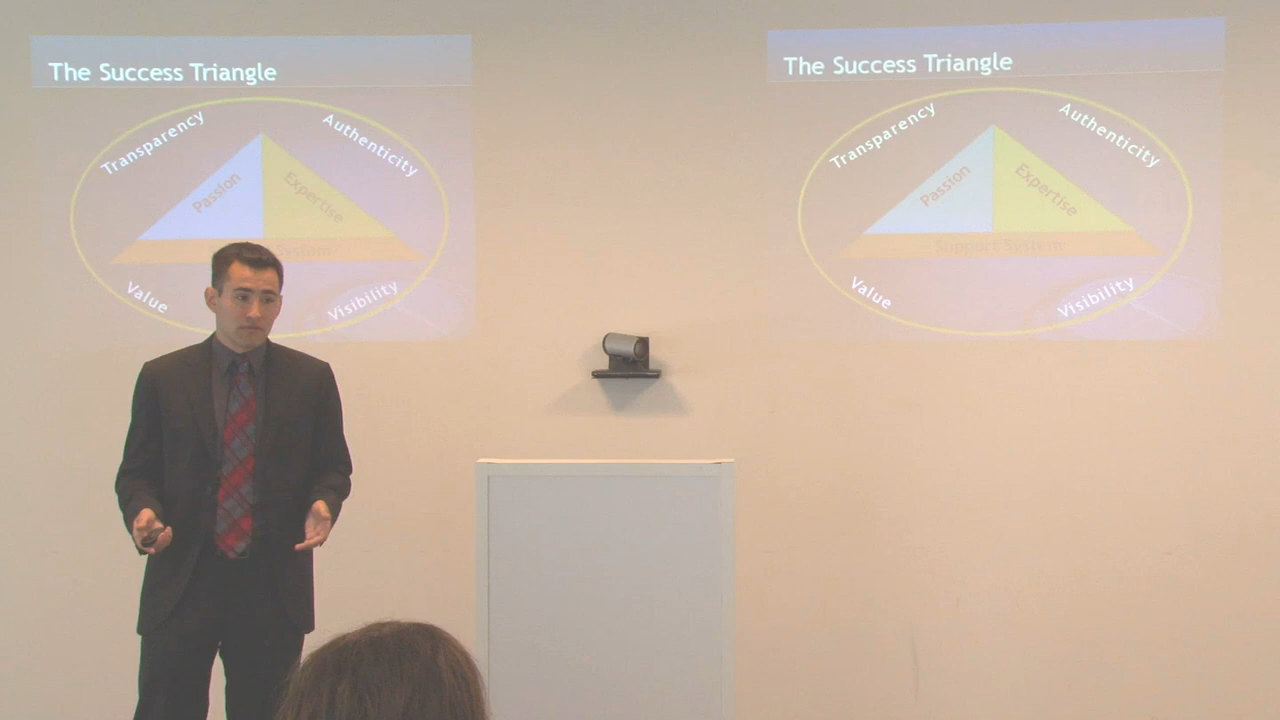 The Success Triangle
Transparency
Authenticity
Passion
Expertise
System
Value
Visibility
The Success Triangle
Transparency
Authenticity
Passion
Expertise
Support System
Value
Visibility